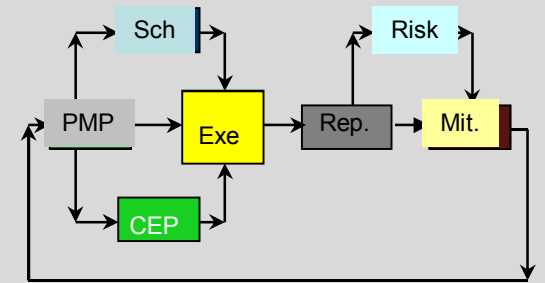 Sch
Risk
PMP
Exe
Rep.
Mit.
CEP